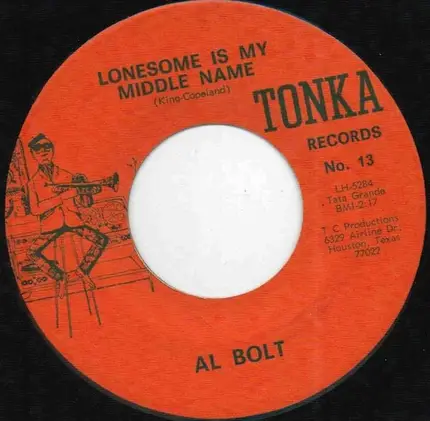 LONESOME IS MY
MIDDLE NAME
(King-Copeland)
TONKA
RECORDS
No. 13
LH-5284
Tata Grande
BMI-2:17
T C Productions
6329 Airline Dr.
Houston, Texas
77022
AL BOLT